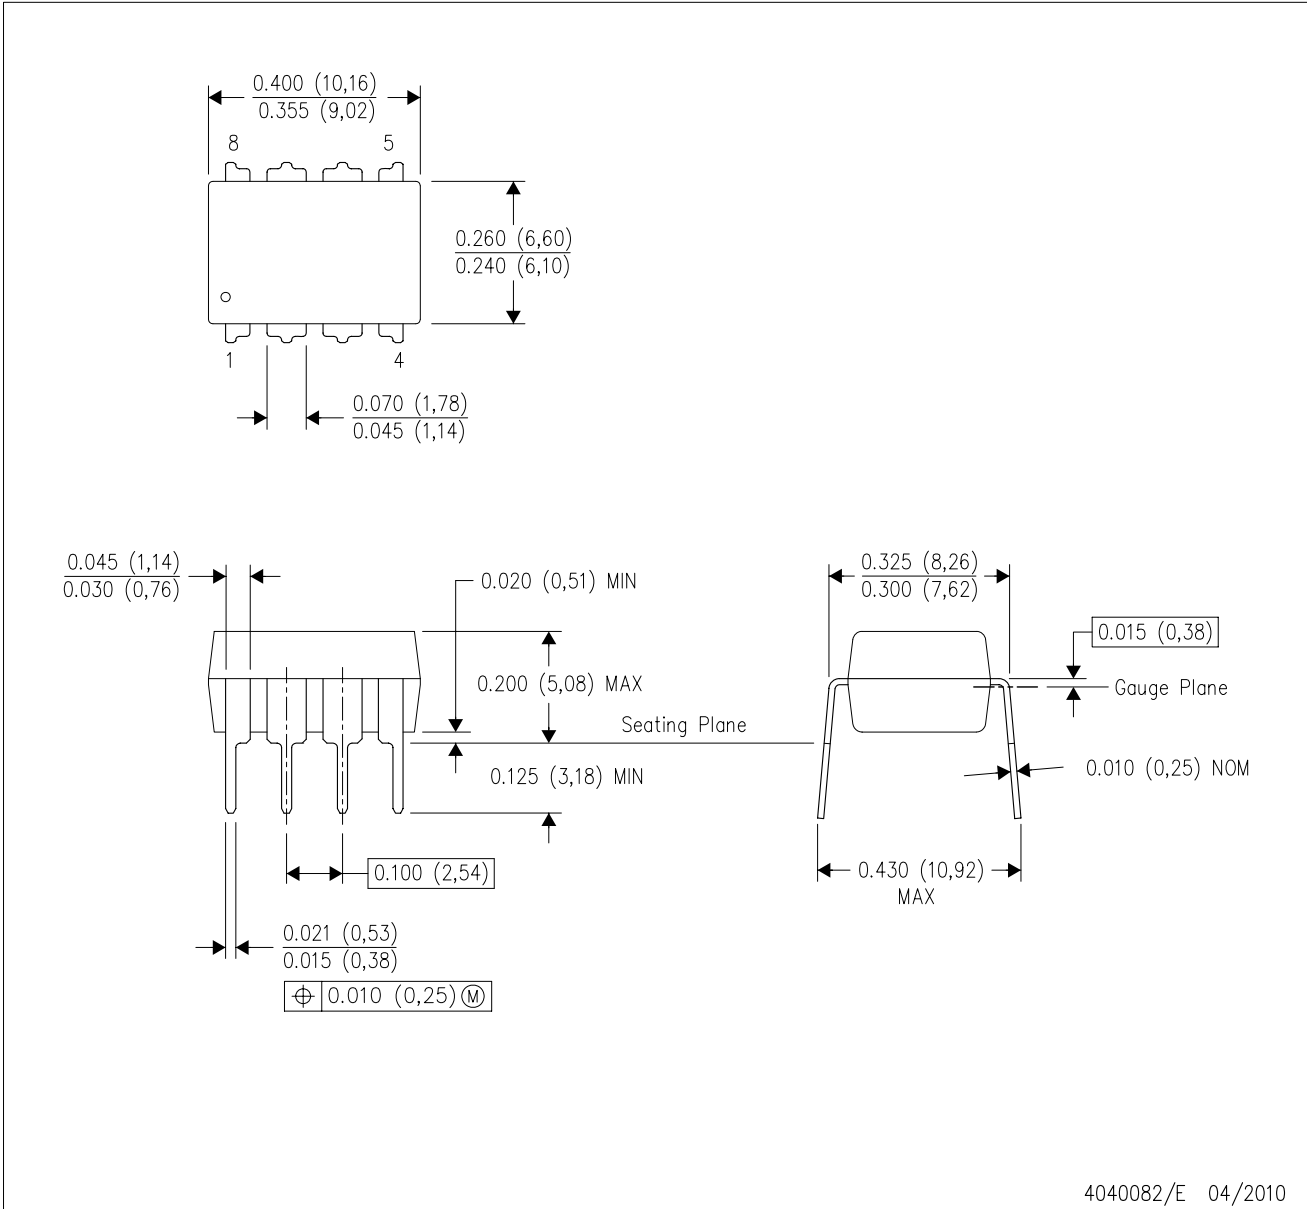 0.400 (10,16)
0.355 (9,02)
8
5
0.260 (6,60)
0.240 (6,10)
1
4
0.070 (1,78)
0.045 (1,14)
0.045 (1,14)
0.030 (0,76)
0.020 (0,51) MIN
0.325 (8,26)
0.300 (7,62)
0.015 (0,38)
0.200 (5,08) MAX
Gauge Plane
Seating Plane
0.125 (3,18) MIN
0.010 (0,25) NOM
0.100 (2,54)
0.430 (10,92)
MAX
0.021 (0,53)
0.015 (0,38)
⌖ 0.010 (0,25) Ⓜ
4040082/E 04/2010